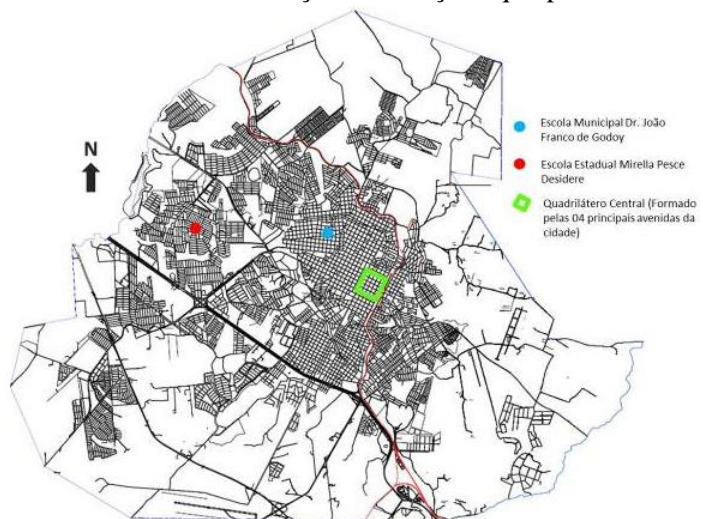 Escola Municipal Dr. João
Franco de Godoy
N
Escola Estadual Mirella Pesce
Desidere
Quadrilátero Central (Formado
pelas 04 principais avenidas da
cidade)